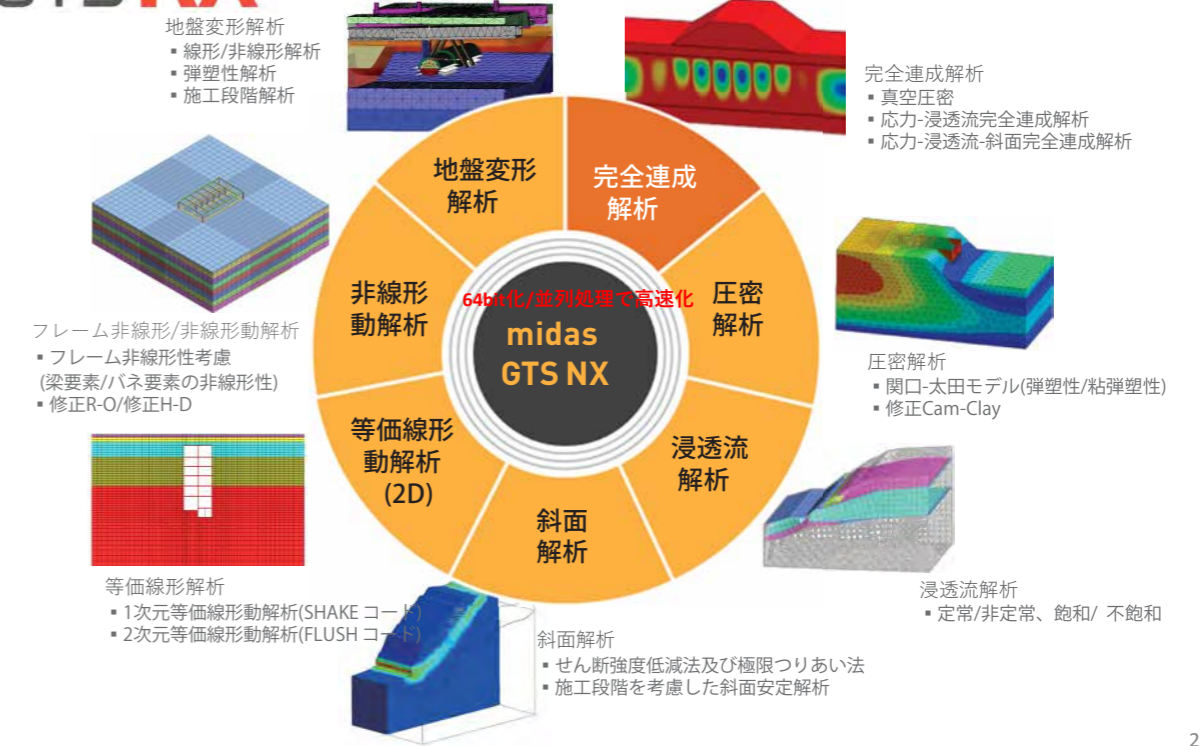 GTS NX
地盤変形解析
▪ 線形/非線形解析
▪ 弾塑性解析
▪ 施工段階解析
完全連成解析
▪ 真空圧密
▪ 応力-浸透流完全連成解析
▪ 応力-浸透流-斜面完全連成解析
地盤変形
解析
完全連成
解析
非線形
動解析
圧密
解析
64bit化/並列処理で高速化
midas
GTS NX
等価線形
動解析
(2D)
浸透流
解析
斜面
解析
フレーム非線形/非線形動解析
▪ フレーム非線形性考慮
(梁要素/バネ要素の非線形性)
▪ 修正R-O/修正H-D
圧密解析
▪ 関口-太田モデル(弾塑性/粘弾塑性)
▪ 修正Cam-Clay
等価線形解析
▪ 1次元等価線形動解析(SHAKE コード)
▪ 2次元等価線形動解析(FLUSH コード)
浸透流解析
▪ 定常/非定常、飽和/ 不飽和
斜面解析
▪ せん断強度低減法及び極限つりあい法
▪ 施工段階を考慮した斜面安定解析
2